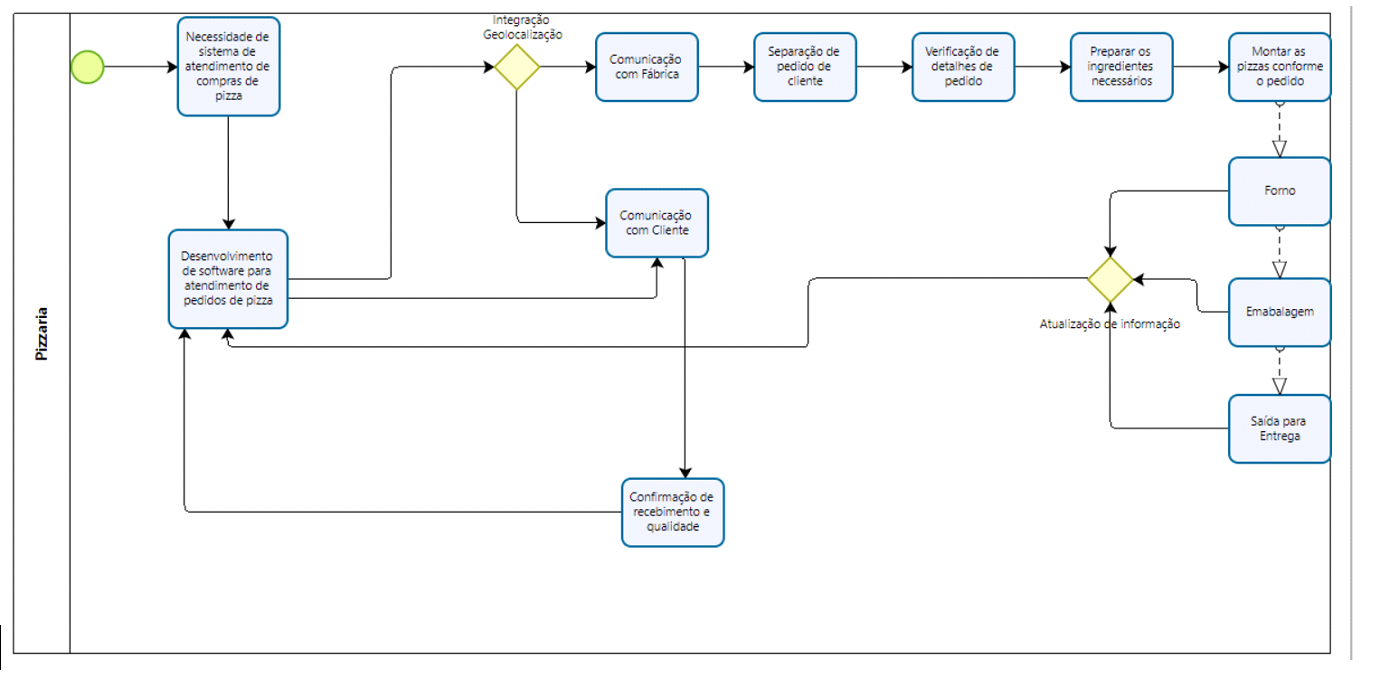 Pizzaria
Necessidade de
sistema de
atendimento de
compras de
pizza
Integração
Geolocalização
Comunicação
com Fábrica
Separação de
pedido de
cliente
Verificação de
detalhes de
pedido
Preparar os
ingredientes
necessários
Montar as
pizzas conforme
o pedido
Forno
Comunicação
com Cliente
Desenvolvimento
de software para
atendimento de
pedidos de pizza
Emabalagem
Atualização de informação
Saída para
Entrega
Confirmação de
recebimento e
qualidade